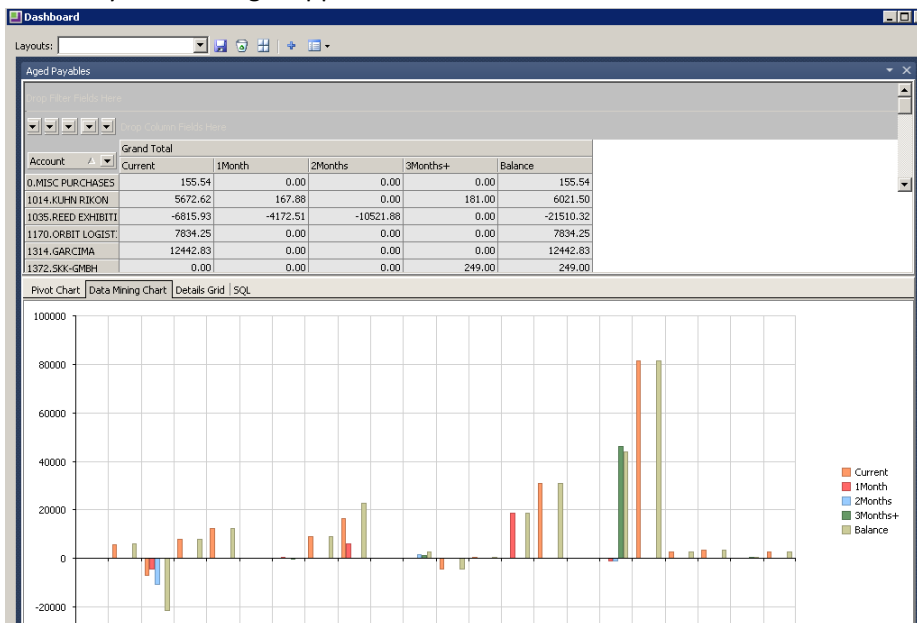 Dashboard
Layouts:
Aged Payables
Drop Filter Fields Here
Drop Column Fields Here
Grand Total
Account Current 1Month 2Months 3Months+ Balance
0.MISC PURCHASES 155.54 0.00 0.00 0.00 155.54
1014.KUHN RIKON 5672.62 167.88 0.00 181.00 6021.50
1035.REED EXHIBITI -6815.93 -4172.51 -10521.88 0.00 -21510.32
1170.ORBIT LOGIST: 7834.25 0.00 0.00 0.00 7834.25
1314.GARCIMA 12442.83 0.00 0.00 0.00 12442.83
1372.SKK-GMBH 0.00 0.00 0.00 249.00 249.00
Pivot Chart Data Mining Chart Details Grid SQL
100000
80000
60000
40000
20000
0
-20000
Current
1Month
2Months
3Months+
Balance